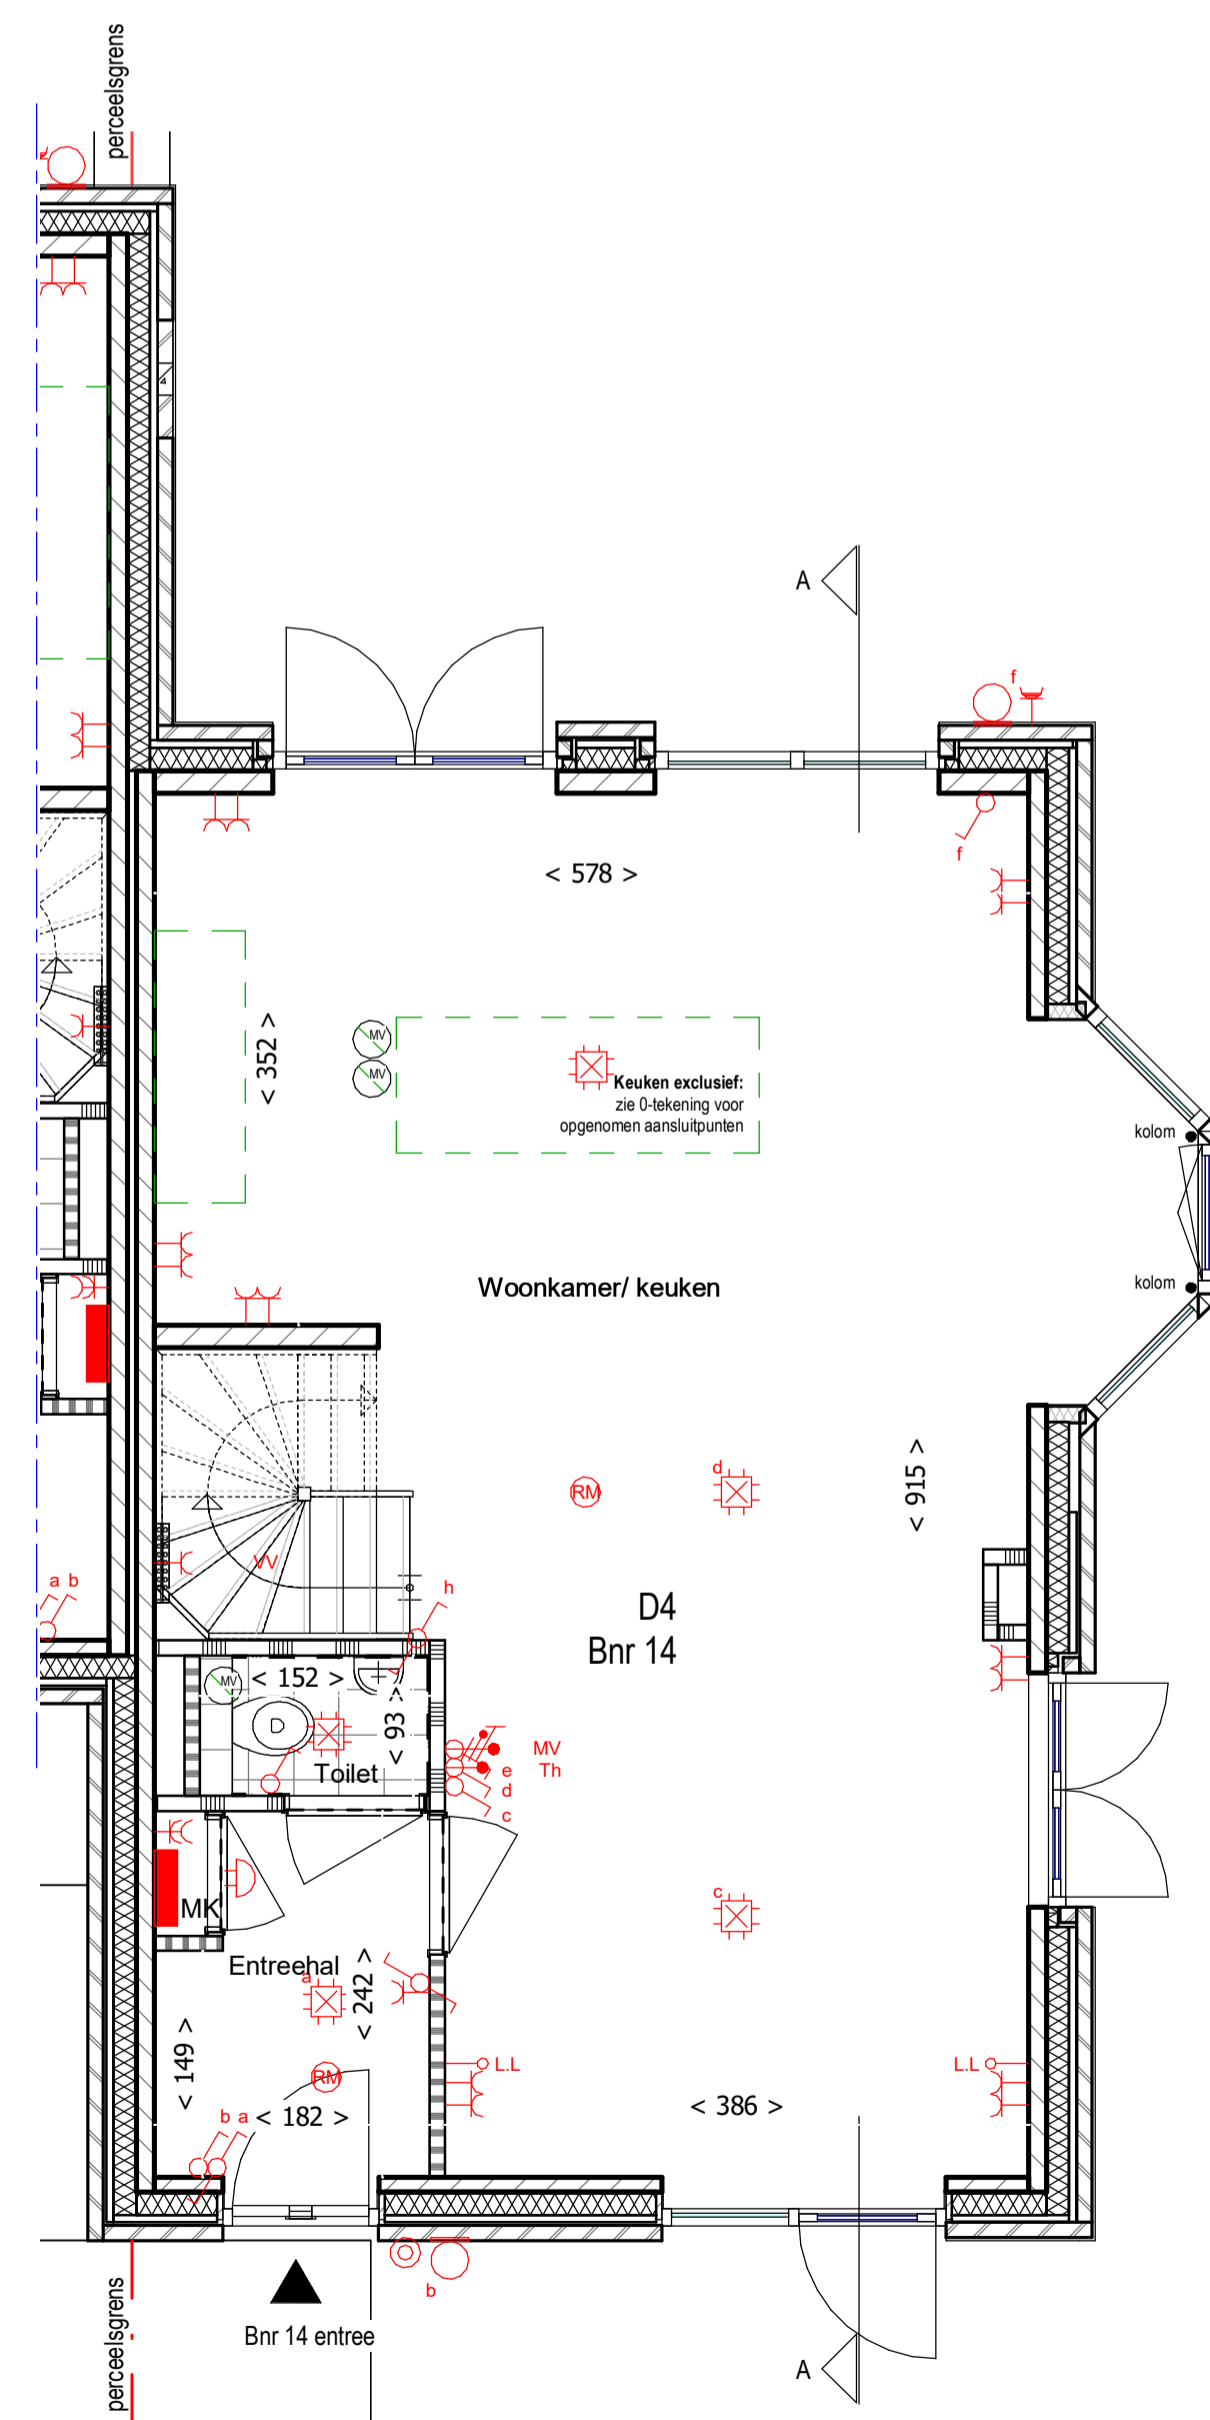 perceelsgrens
A
f
f
< 578 >
< 352 >
MV
MV
Keuken exclusief:
zie 0-tekening voor
opgenomen aansluitpunten
kolom
kolom
Woonkamer/ keuken
< 915 >
RM
d
VV
a b
h
D4
Bnr 14
MV
< 152 >
< 93 >
Toilet
MV
e Th
d
c
MK
c
Entreehal
a
< 242 >
< 149 >
RM
L.L
L.L
b a
< 182 >
< 386 >
b
Bnr 14 entree
perceelsgrens
A